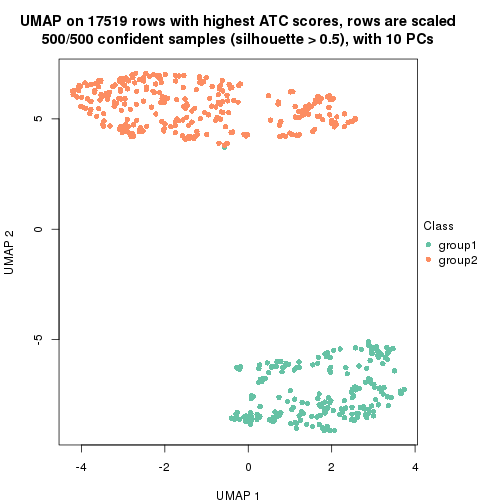 UMAP on 17519 rows with highest ATC scores, rows are scaled
500/500 confident samples (silhouette > 0.5), with 10 PCs
5
0
-5
UMAP 2
-4
-2
0
2
4
UMAP 1
Class
group1
group2